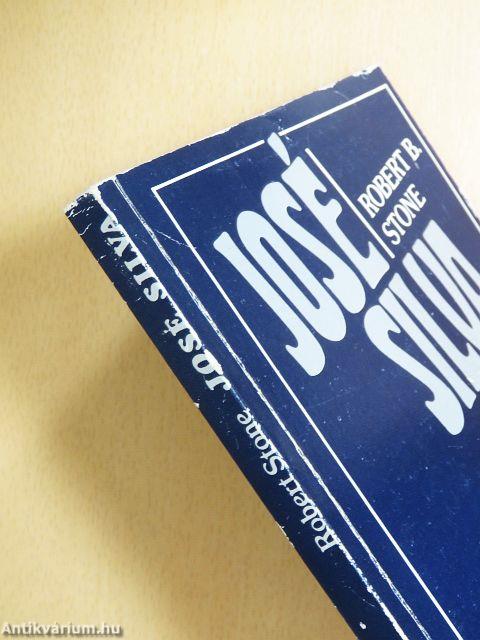 JOSÉ
ROBERT B.
STONE
SILVA
Robert Stone JOSÉ SILVA
Antikvárium.hu